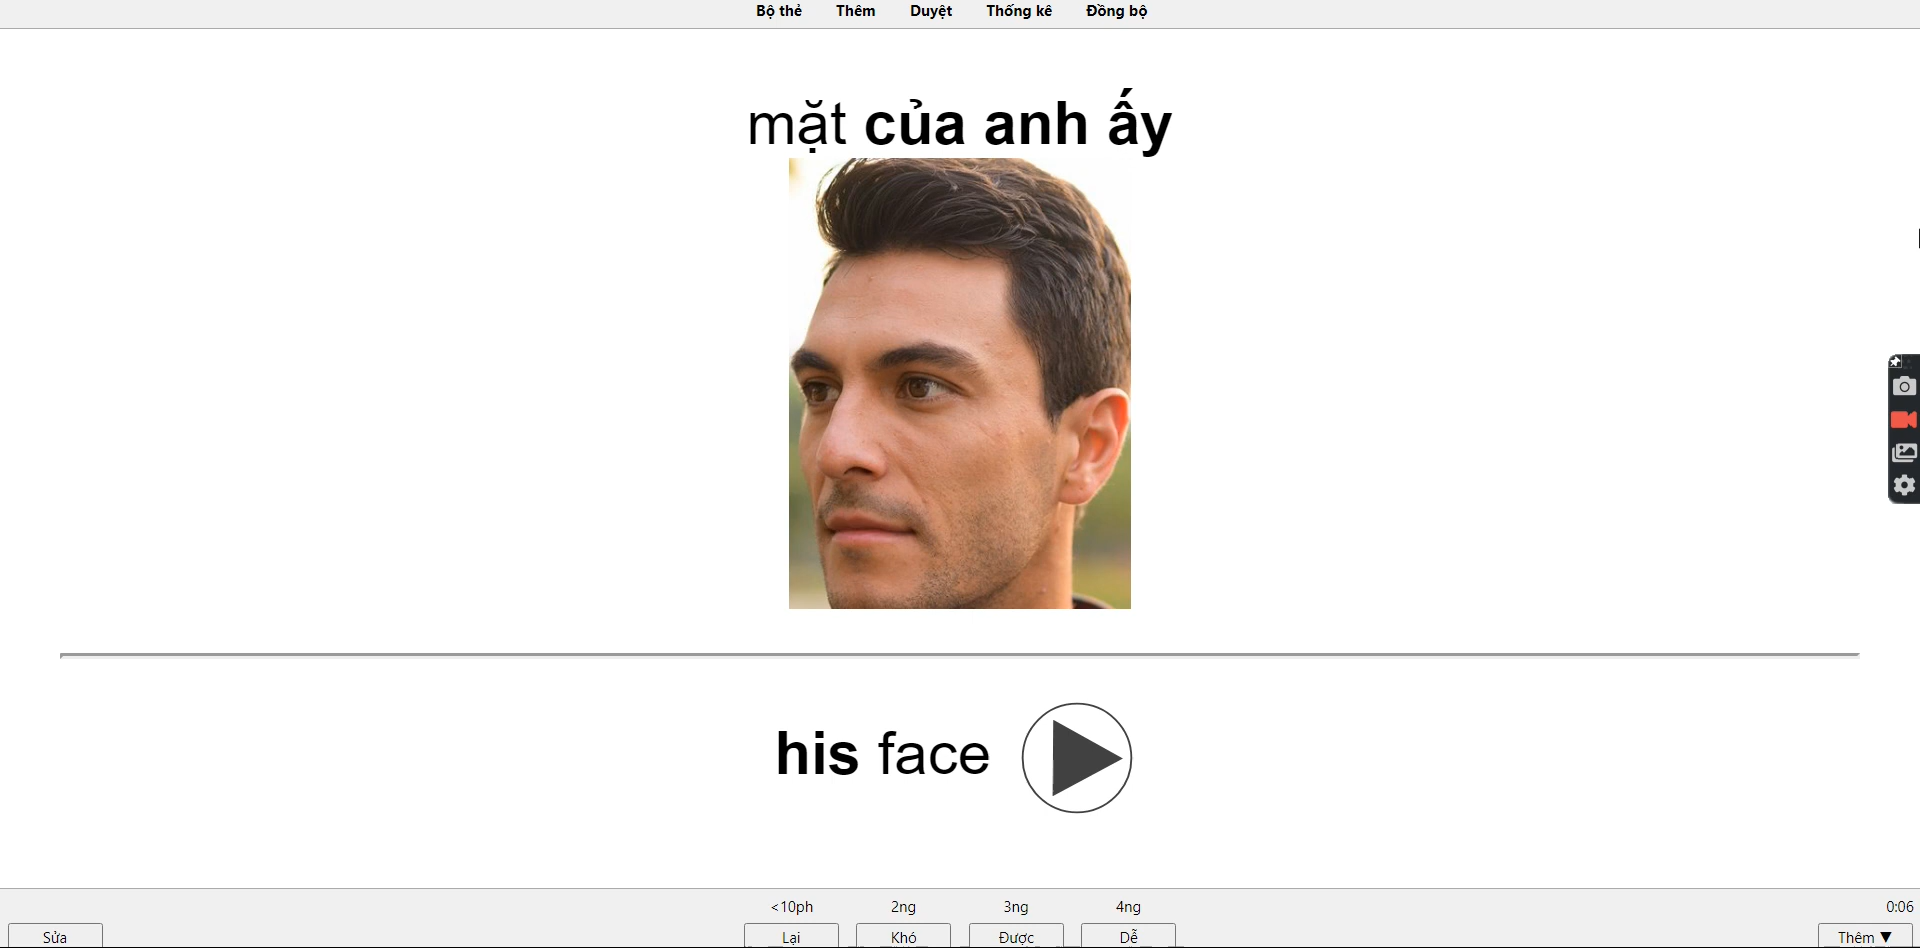 Bộ thẻ Thêm Duyệt Thống kê Đồng bộ
mặt của anh ấy
his face
<10ph 2ng 3ng 4ng 0:06
Sửa Lại Khó Được Dễ Thêm ▼